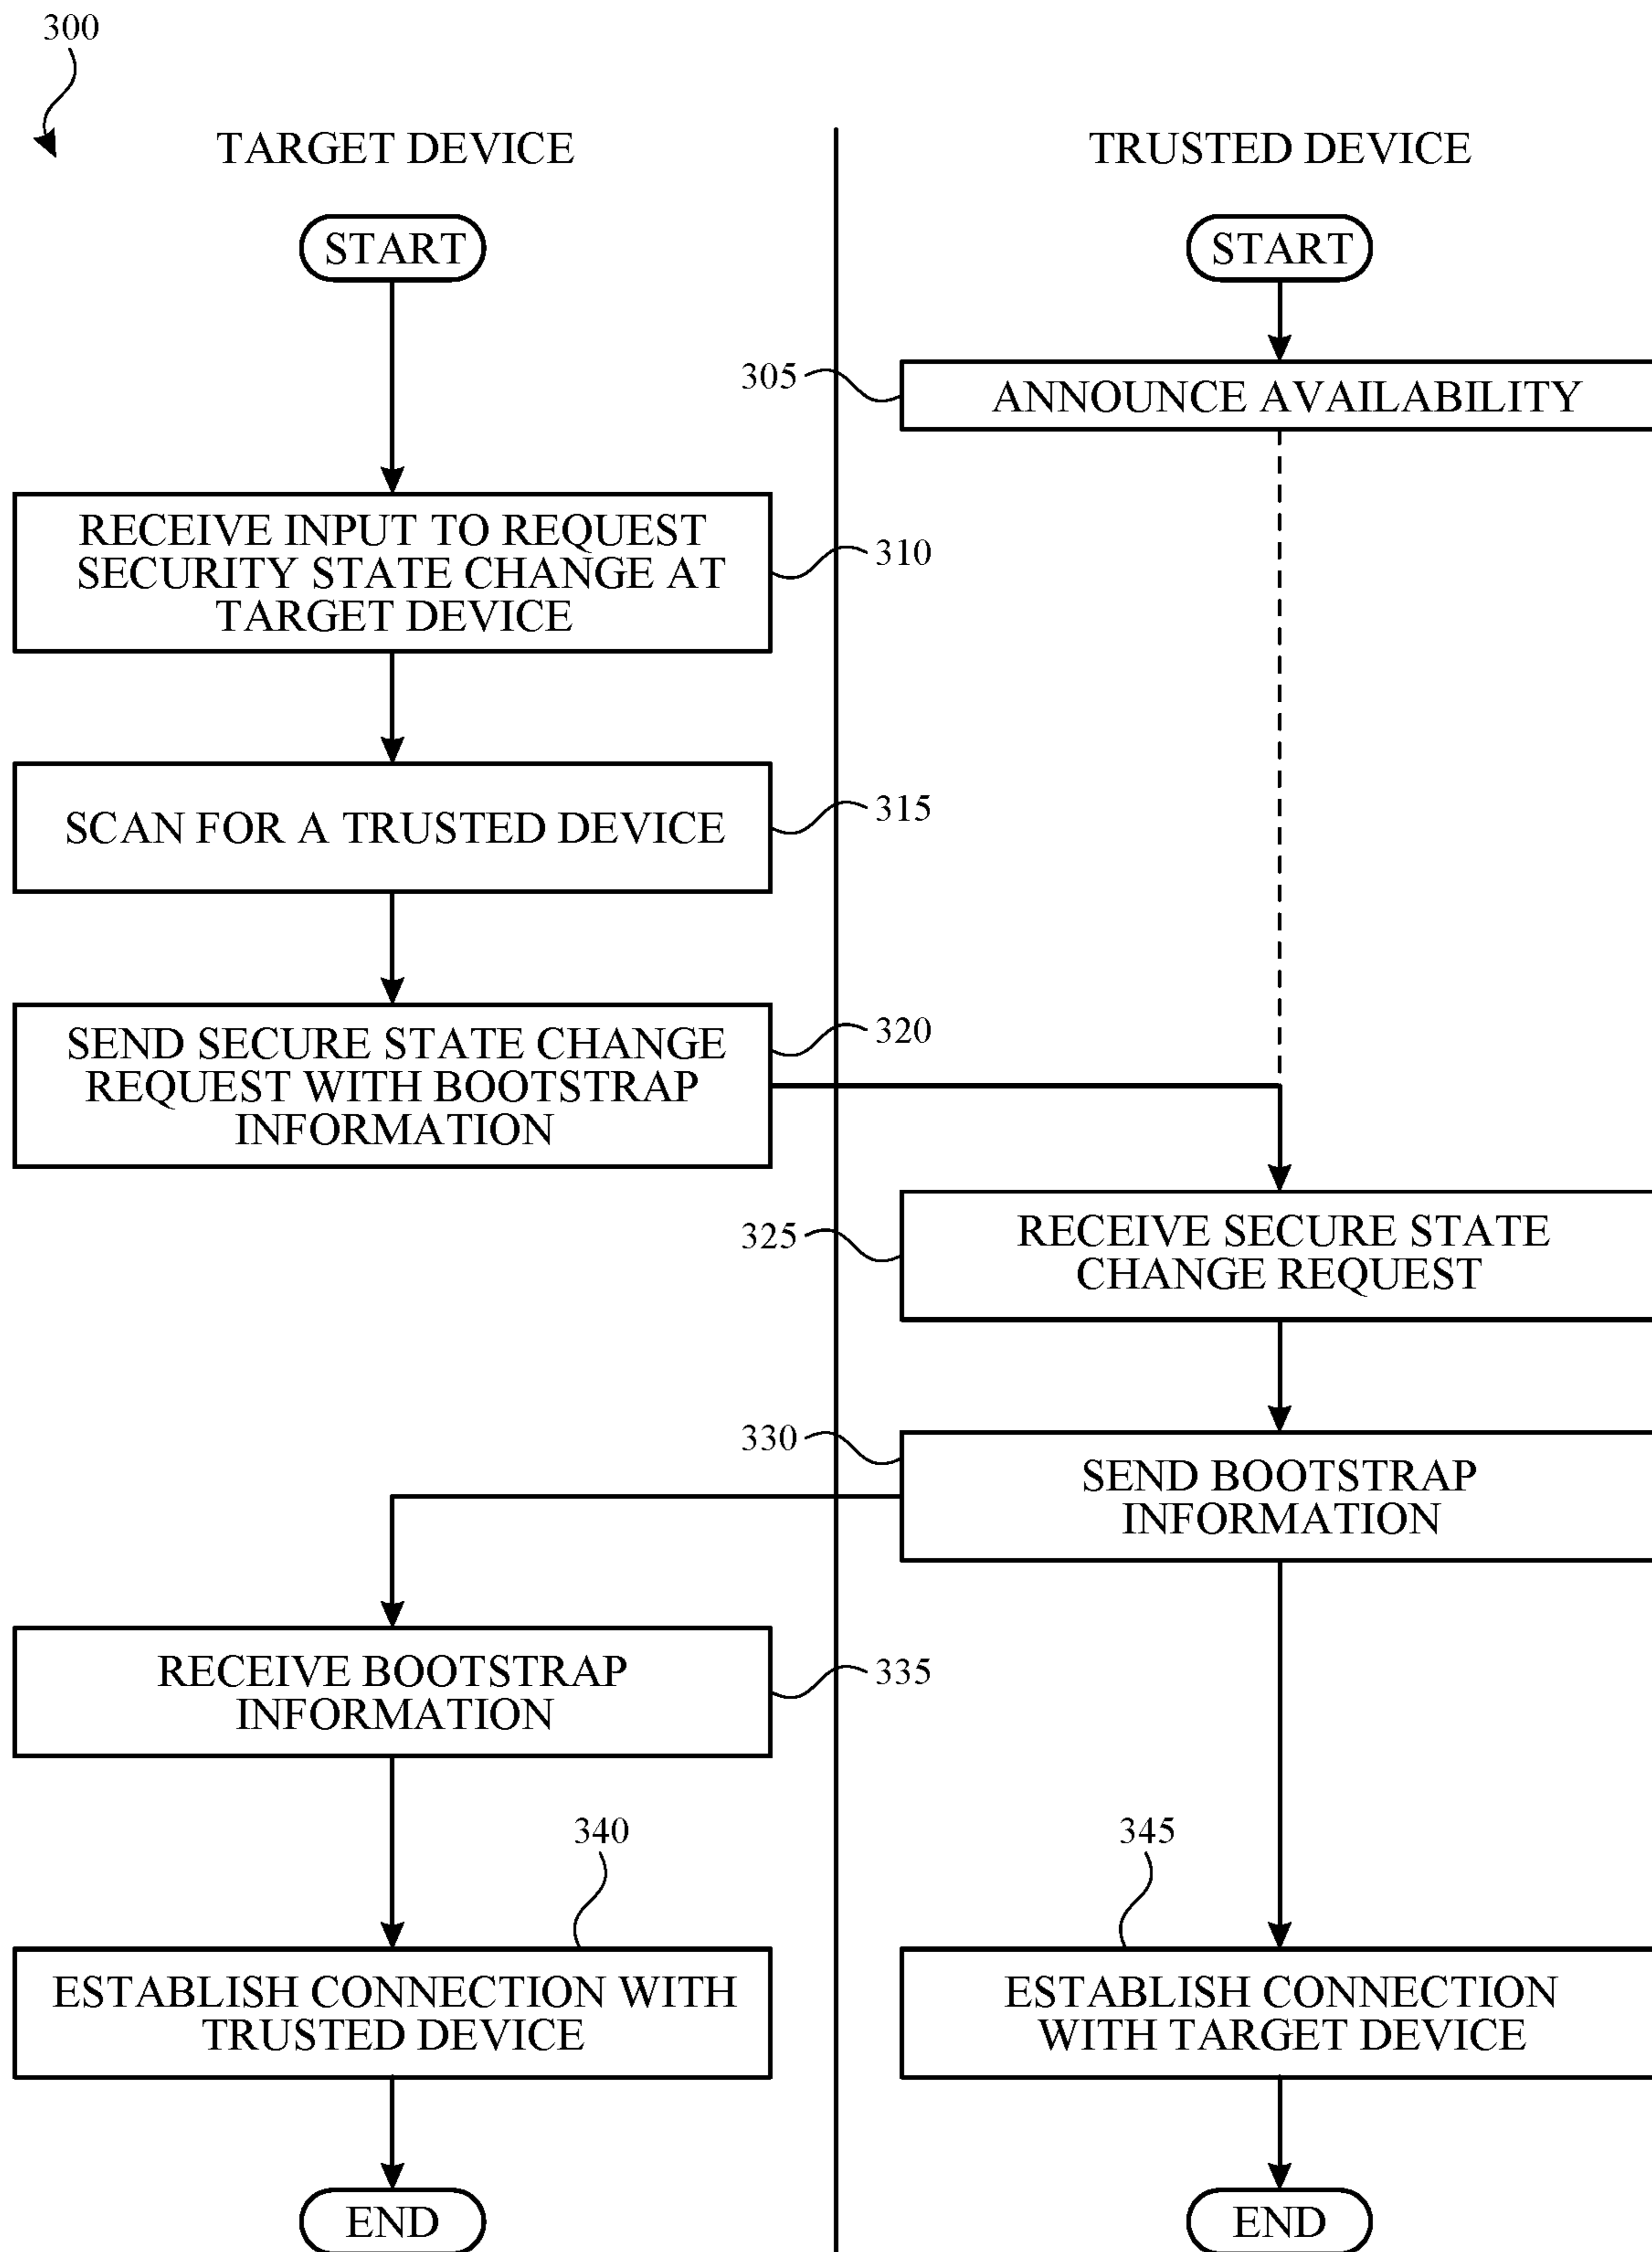 300
TARGET DEVICE
TRUSTED DEVICE
START
START
305
ANNOUNCE AVAILABILITY
RECEIVE INPUT TO REQUEST
SECURITY STATE CHANGE AT
TARGET DEVICE
310
SCAN FOR A TRUSTED DEVICE
315
SEND SECURE STATE CHANGE
REQUEST WITH BOOTSTRAP
INFORMATION
320
325
RECEIVE SECURE STATE
CHANGE REQUEST
330
SEND BOOTSTRAP
INFORMATION
RECEIVE BOOTSTRAP
INFORMATION
335
340
345
ESTABLISH CONNECTION WITH
TRUSTED DEVICE
ESTABLISH CONNECTION
WITH TARGET DEVICE
END
END